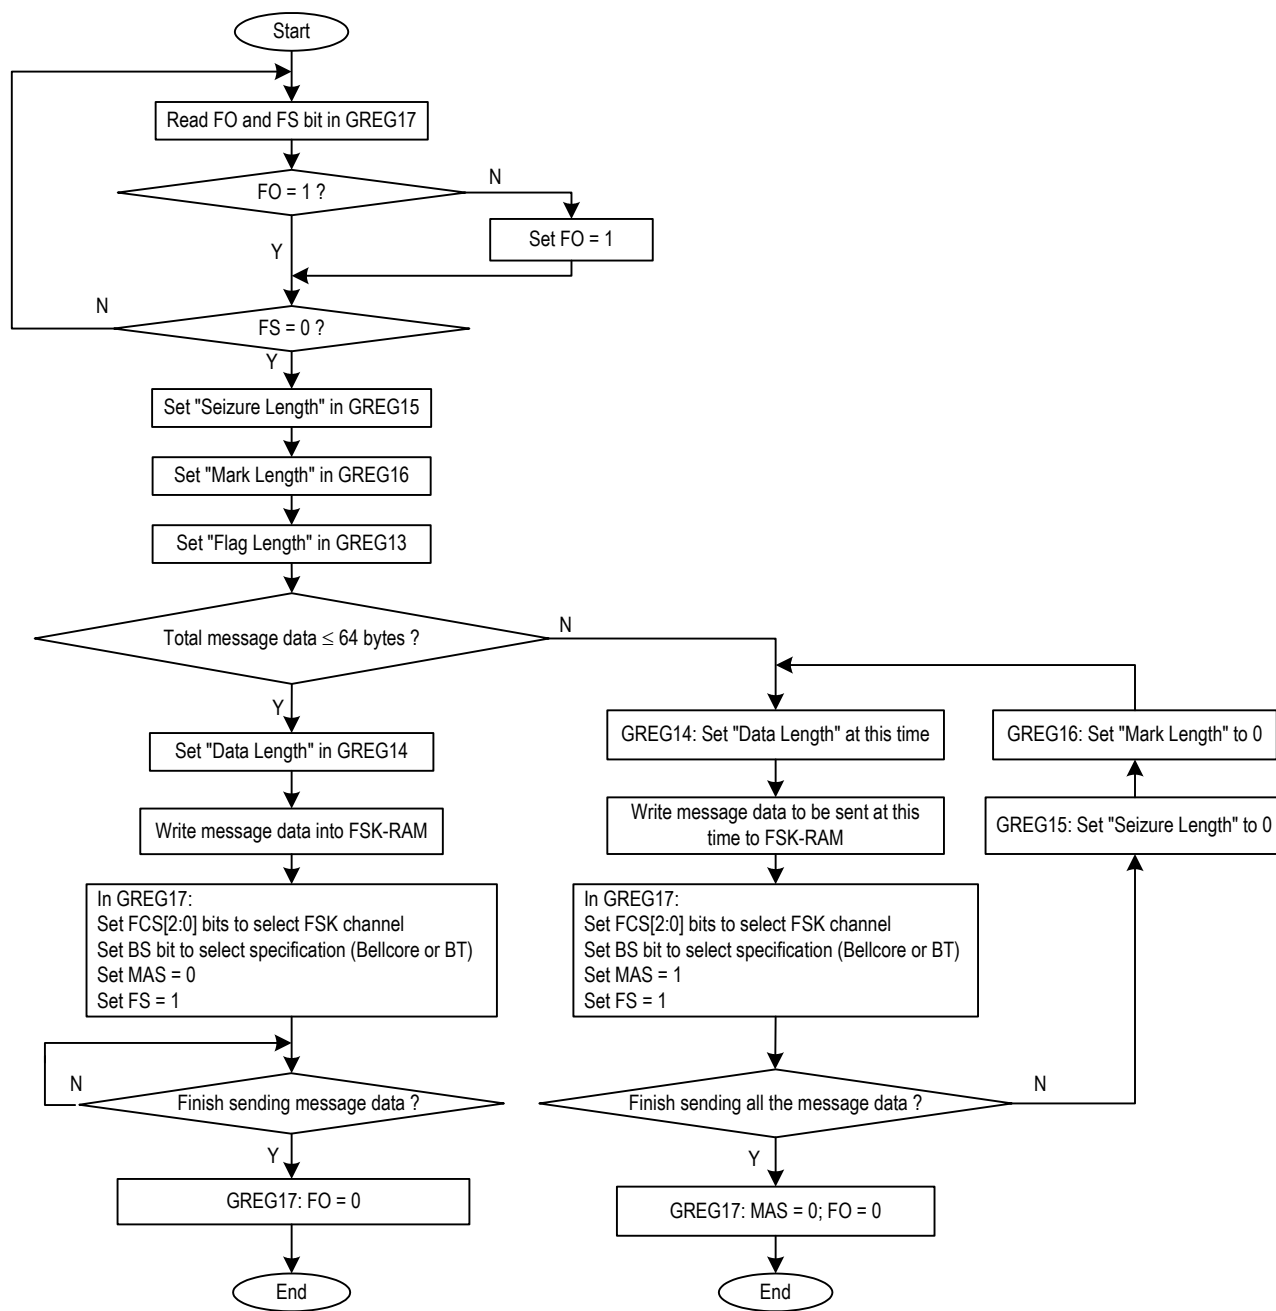 Start
Read FO and FS bit in GREG17
FO = 1 ?
N
Set FO = 1
Y
N
FS = 0 ?
Y
Set "Seizure Length" in GREG15
Set "Mark Length" in GREG16
Set "Flag Length" in GREG13
Total message data ≤ 64 bytes ?
N
Y
Set "Data Length" in GREG14
Write message data into FSK-RAM
In GREG17:
Set FCS[2:0] bits to select FSK channel
Set BS bit to select specification (Bellcore or BT)
Set MAS = 0
Set FS = 1
N
Finish sending message data ?
Y
GREG17: FO = 0
End
GREG14: Set "Data Length" at this time
Write message data to be sent at this
time to FSK-RAM
In GREG17:
Set FCS[2:0] bits to select FSK channel
Set BS bit to select specification (Bellcore or BT)
Set MAS = 1
Set FS = 1
Finish sending all the message data ?
N
Y
GREG17: MAS = 0; FO = 0
End
GREG16: Set "Mark Length" to 0
GREG15: Set "Seizure Length" to 0